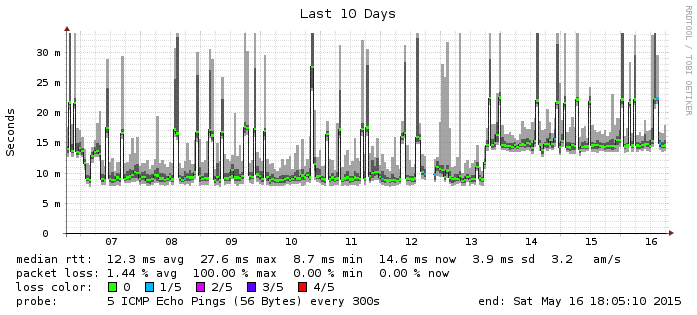 Last 10 Days
RRDTOOL / TOBI OETIKER
Seconds
30 m
25 m
20 m
15 m
10 m
5 m
0
07 08 09 10 11 12 13 14 15 16
median rtt: 12.3 ms avg 27.6 ms max 8.7 ms min 14.6 ms now 3.9 ms sd 3.2 am/s
packet loss: 1.44 % avg 100.00 % max 0.00 % min 0.00 % now
loss color: 0 1/5 2/5 3/5 4/5
probe: 5 ICMP Echo Pings (56 Bytes) every 300s end: Sat May 16 18:05:10 2015